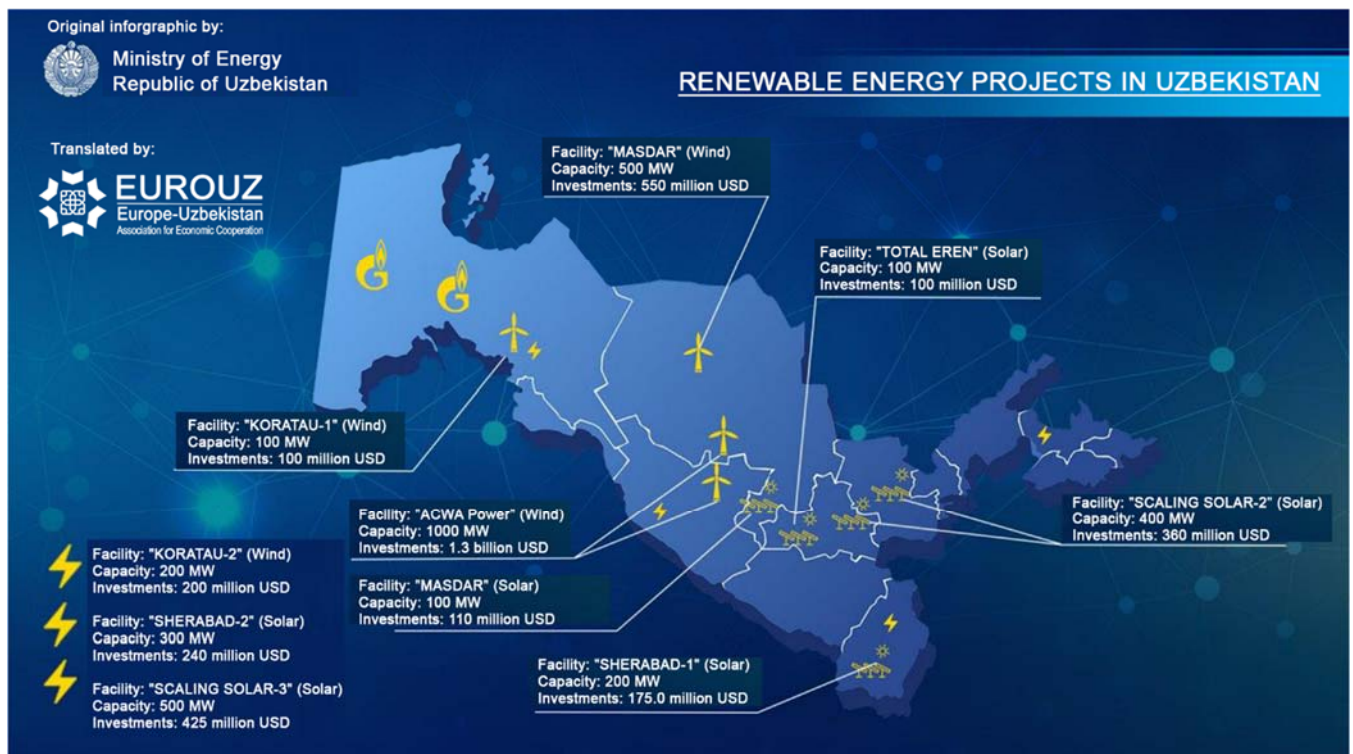 Original inforgraphic by:
Ministry of Energy
Republic of Uzbekistan
RENEWABLE ENERGY PROJECTS IN UZBEKISTAN
Translated by:
EUROUZ
Europe-Uzbekistan
Association for Economic Cooperation
Facility: "MASDAR" (Wind)
Capacity: 500 MW
Investments: 550 million USD
Facility: "TOTAL EREN" (Solar)
Capacity: 100 MW
Investments: 100 million USD
Facility: "KORATAU-1" (Wind)
Capacity: 100 MW
Investments: 100 million USD
Facility: "ACWA Power" (Wind)
Capacity: 1000 MW
Investments: 1.3 billion USD
Facility: "SCALING SOLAR-2" (Solar)
Capacity: 400 MW
Investments: 360 million USD
Facility: "MASDAR" (Solar)
Capacity: 100 MW
Investments: 110 million USD
Facility: "SHERABAD-1" (Solar)
Capacity: 200 MW
Investments: 175.0 million USD
Facility: "KORATAU-2" (Wind)
Capacity: 200 MW
Investments: 200 million USD
Facility: "SHERABAD-2" (Solar)
Capacity: 300 MW
Investments: 240 million USD
Facility: "SCALING SOLAR-3" (Solar)
Capacity: 500 MW
Investments: 425 million USD